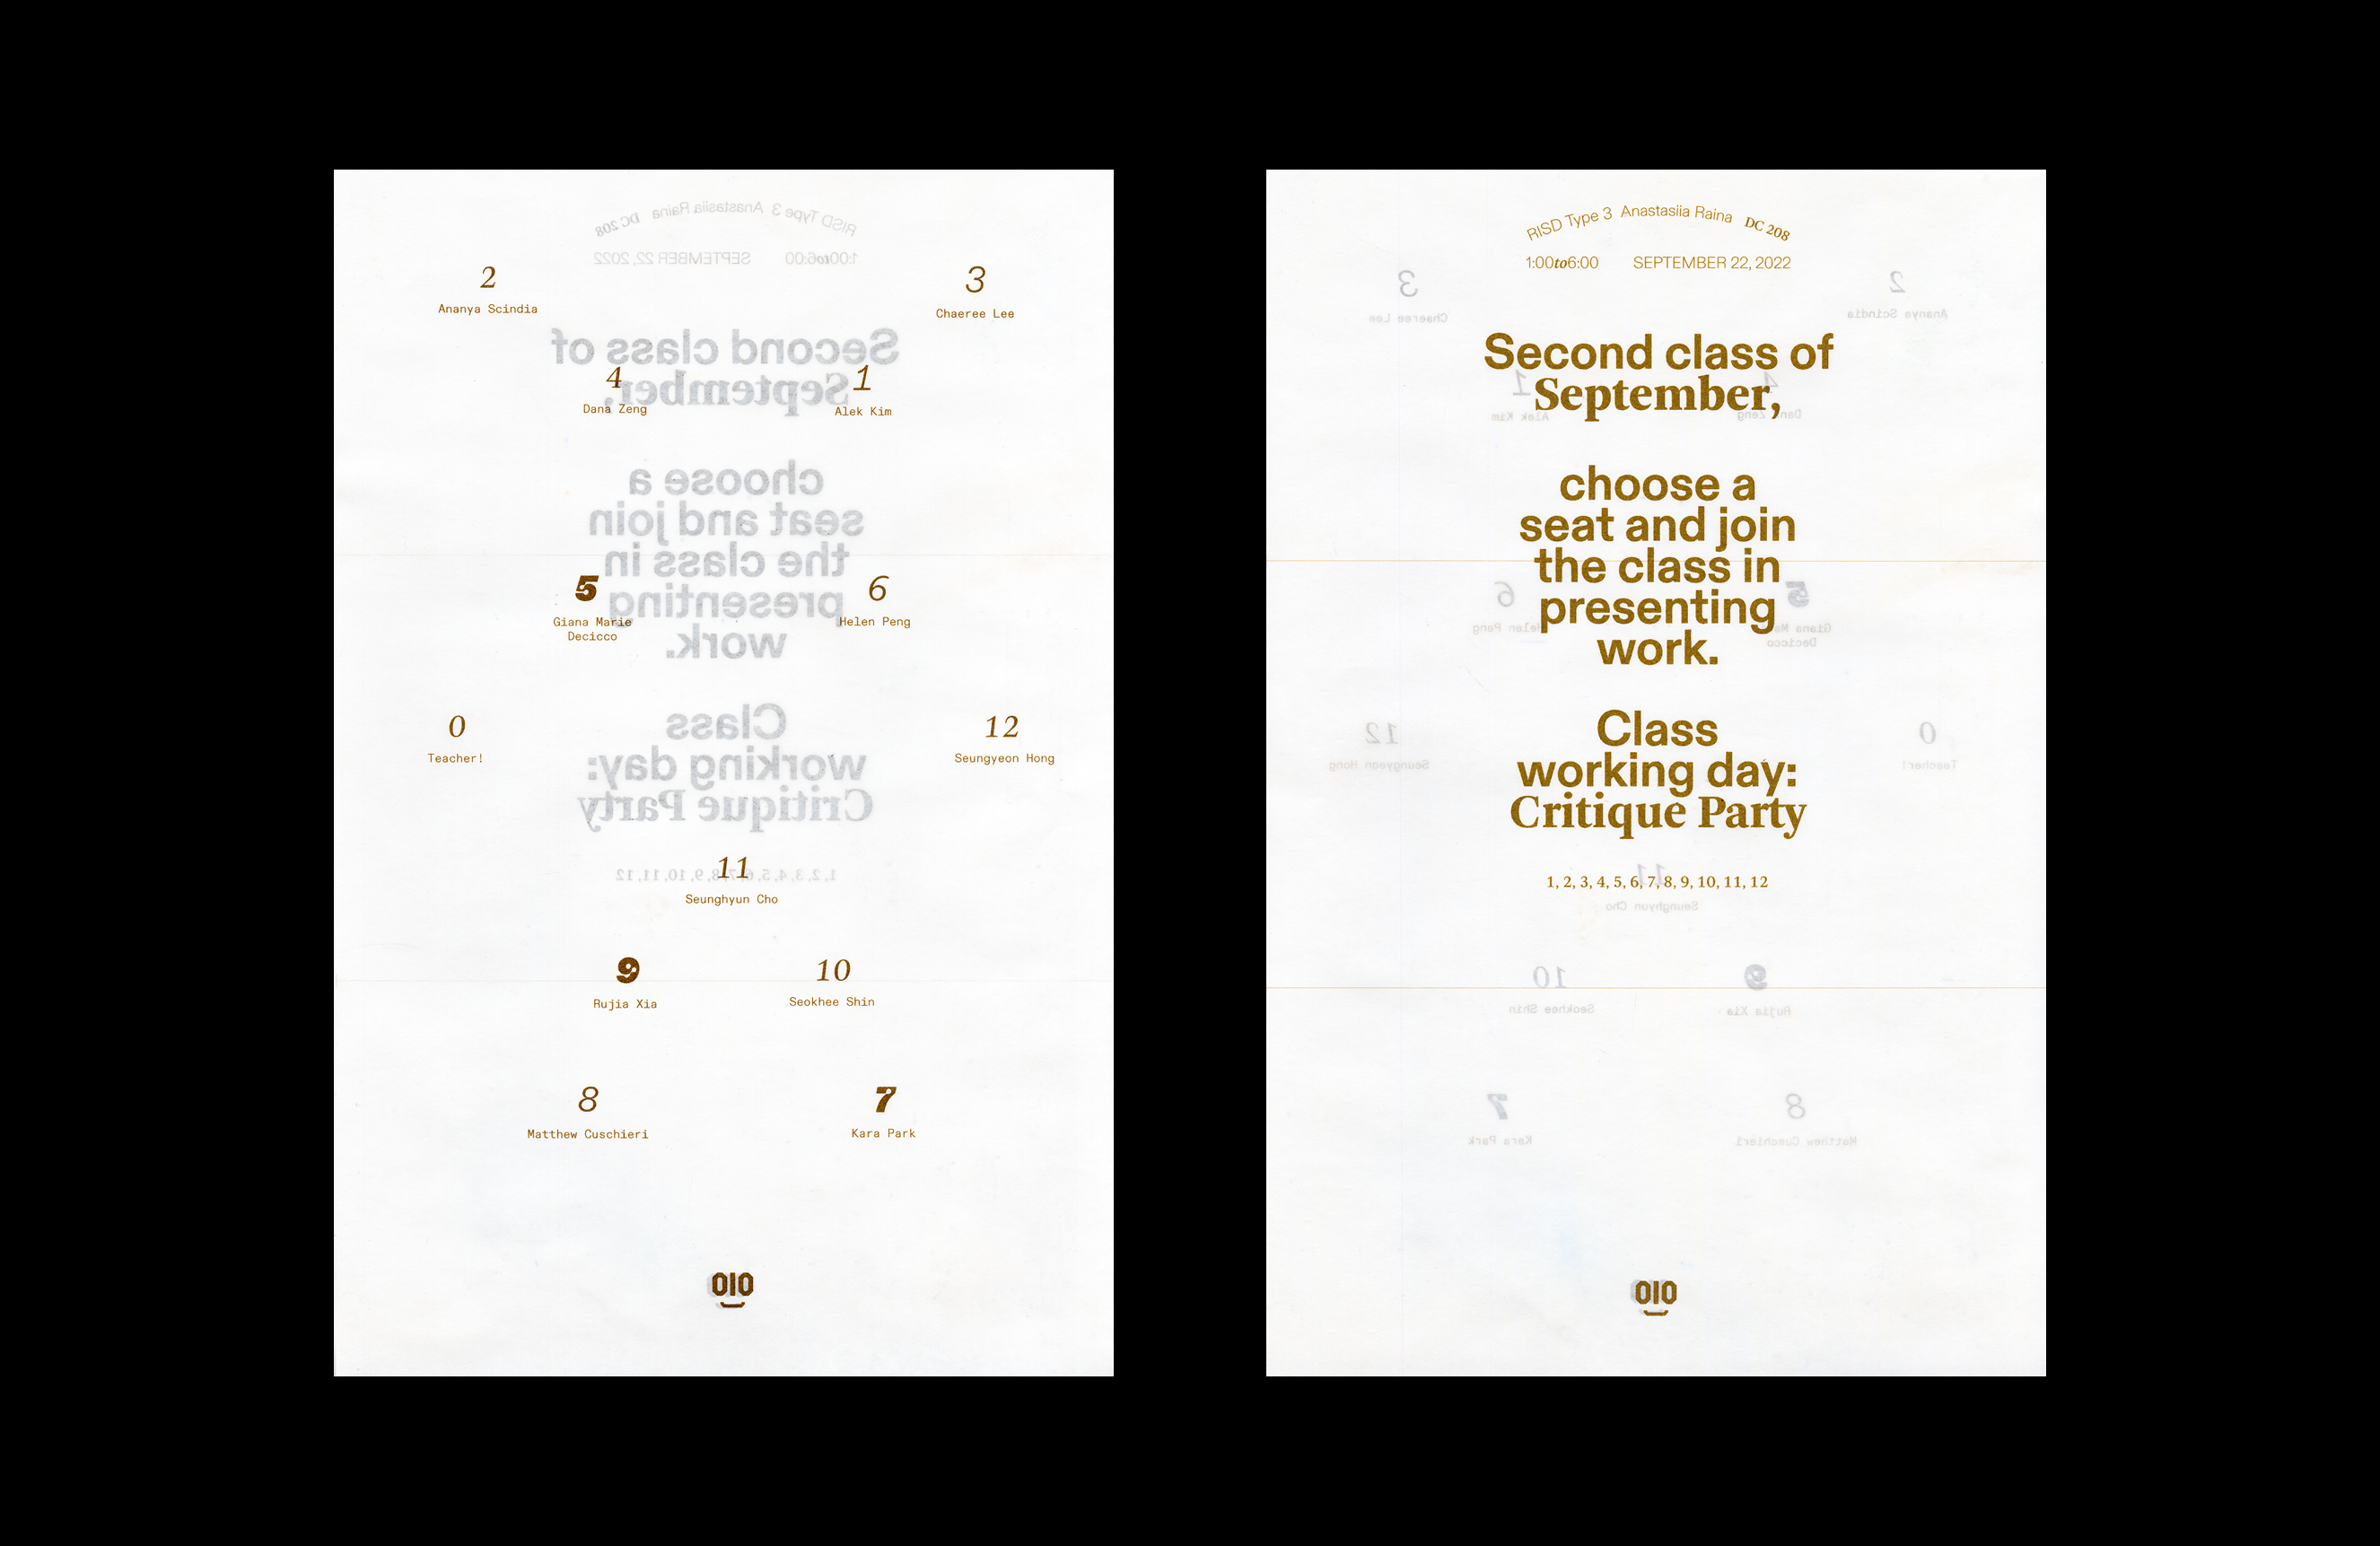 2
Ananya Scindia
3
Chaeree Lee
4
Dana Zeng
1
Alek Kim
5
Giana Marie
Decicco
6
Helen Peng
0
Teacher!
12
Seungyeon Hong
11
Seunghyun Cho
9
Rujia Xia
10
Seokhee Shin
8
Matthew Cuschieri
7
Kara Park
010
RISD Type 3 Anastasiia Raina DC 208
1:00to6:00 SEPTEMBER 22, 2022
Second class of
September,
choose a
seat and join
the class in
presenting
work.
Class
working day:
Critique Party
1, 2, 3, 4, 5, 6, 7, 8, 9, 10, 11, 12
010